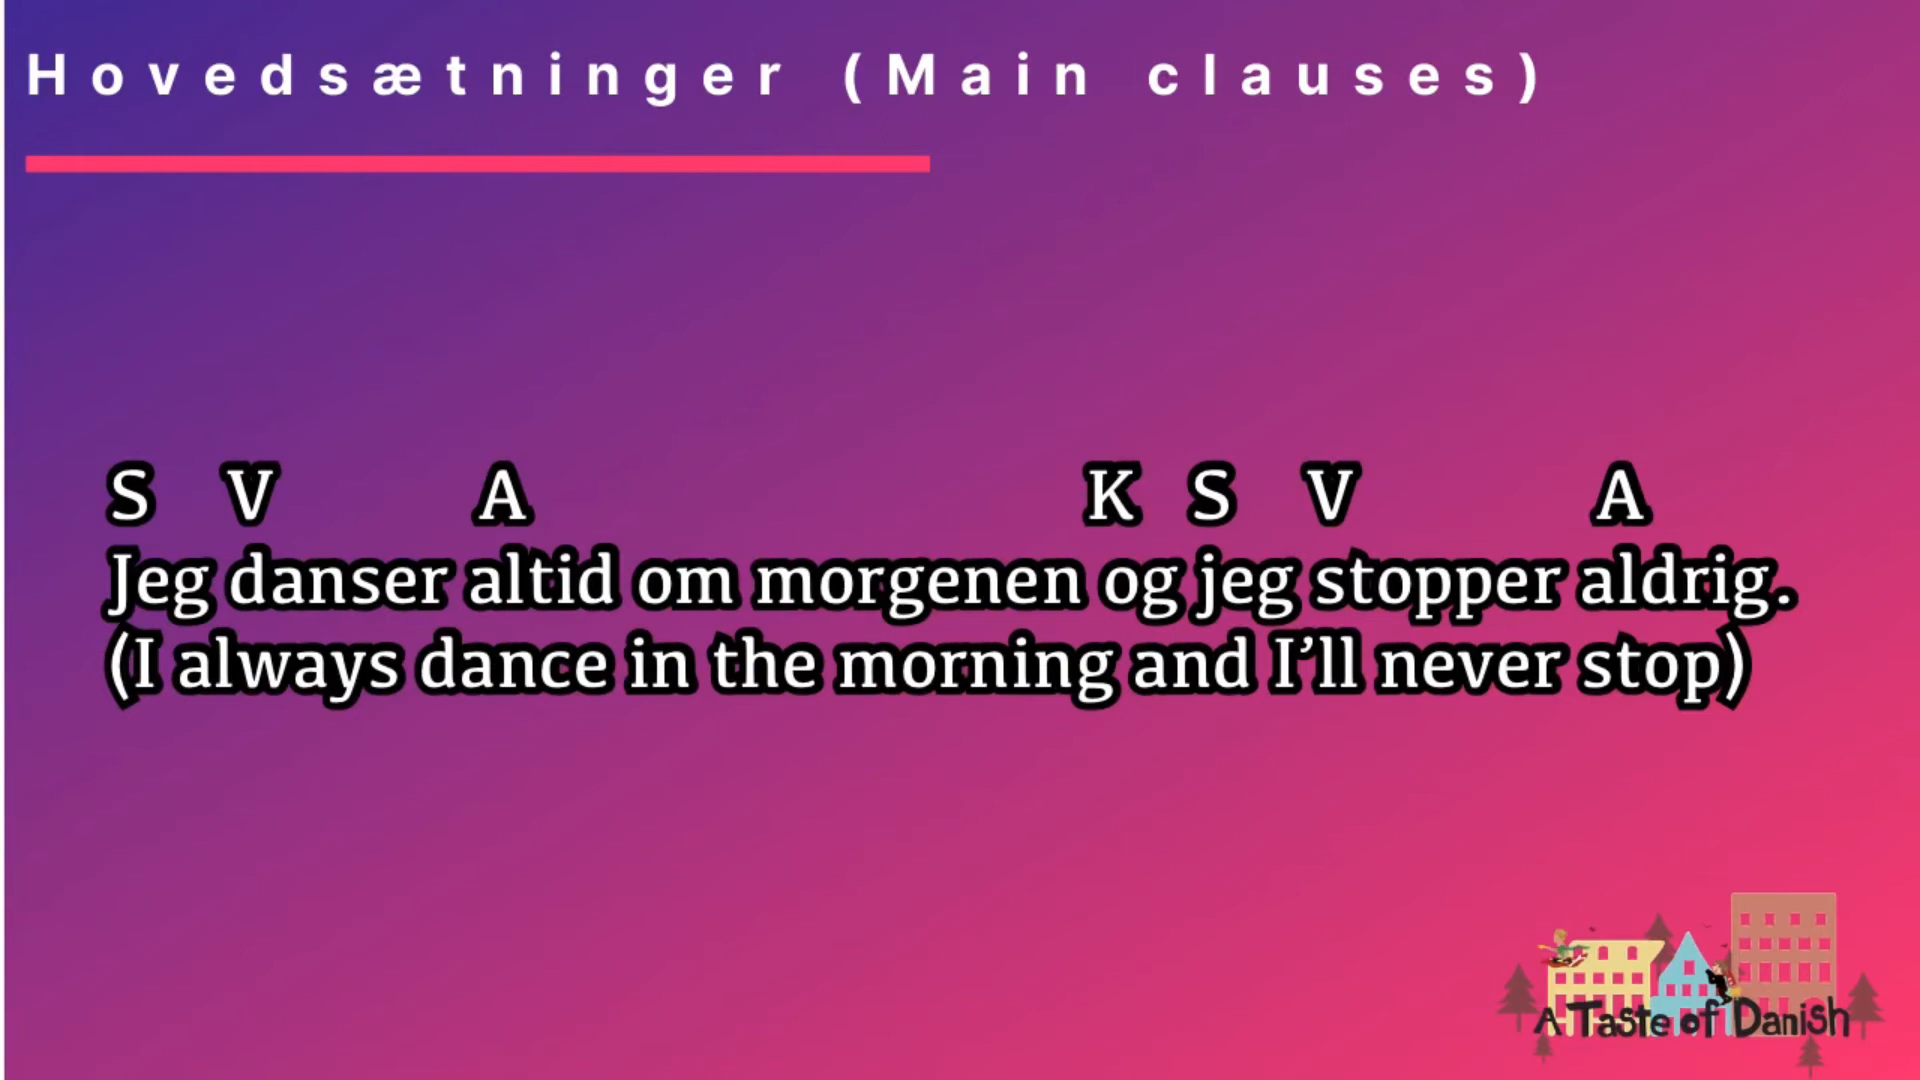 Hovedsætninger (Main clauses)
S V A K S V A
Jeg danser altid om morgenen og jeg stopper aldrig.
(I always dance in the morning and I’ll never stop)
A Taste of Danish